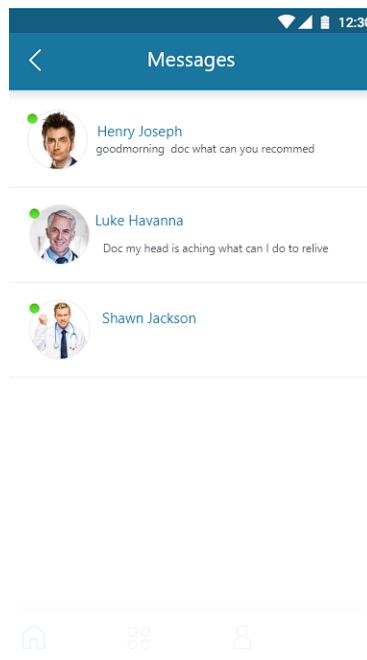 12:30
Messages
Henry Joseph
goodmorning doc what can you recommed
Luke Havanna
Doc my head is aching what can I do to relive
Shawn Jackson